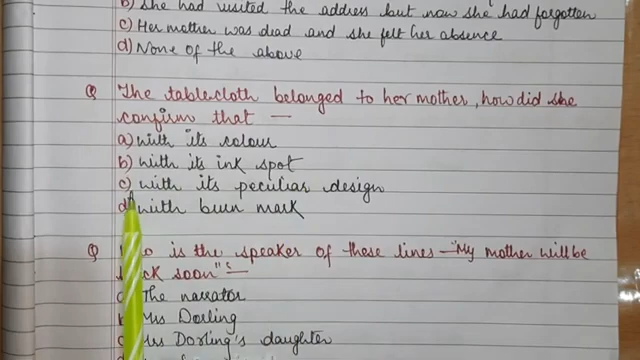 b) She had visited the address but now she had forgotten
c) Her mother was dead and she felt her absence
d) None of the above
Q The tablecloth belonged to her mother, how did she
confirm that —
a) with its colour
b) with its ink spot
c) with its peculiar design
d) with burn mark
Q is the speaker of these lines — "My mother will be
soon" :—
The narrator
Mrs Dorling
c. Mrs Dorling's daughter